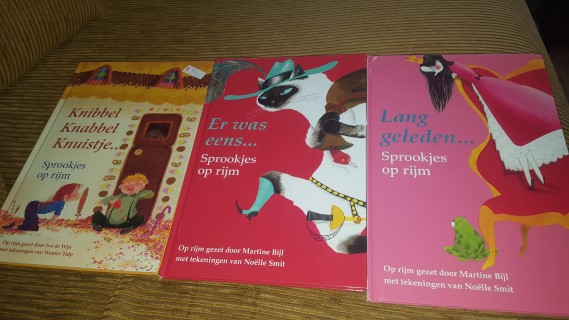 Knibbel
Knabbel
Knuistje...
Sprookjes
op rijm
Op rijm gezet door Ivo de Wijs
met tekeningen van Wouter Tulp
Er was
eens...
Sprookjes
op rijm
Op rijm gezet door Martine Bijl
met tekeningen van Noëlle Smit
Lang
geleden...
Sprookjes
op rijm
Op rijm gezet door Martine Bijl
met tekeningen van Noëlle Smit